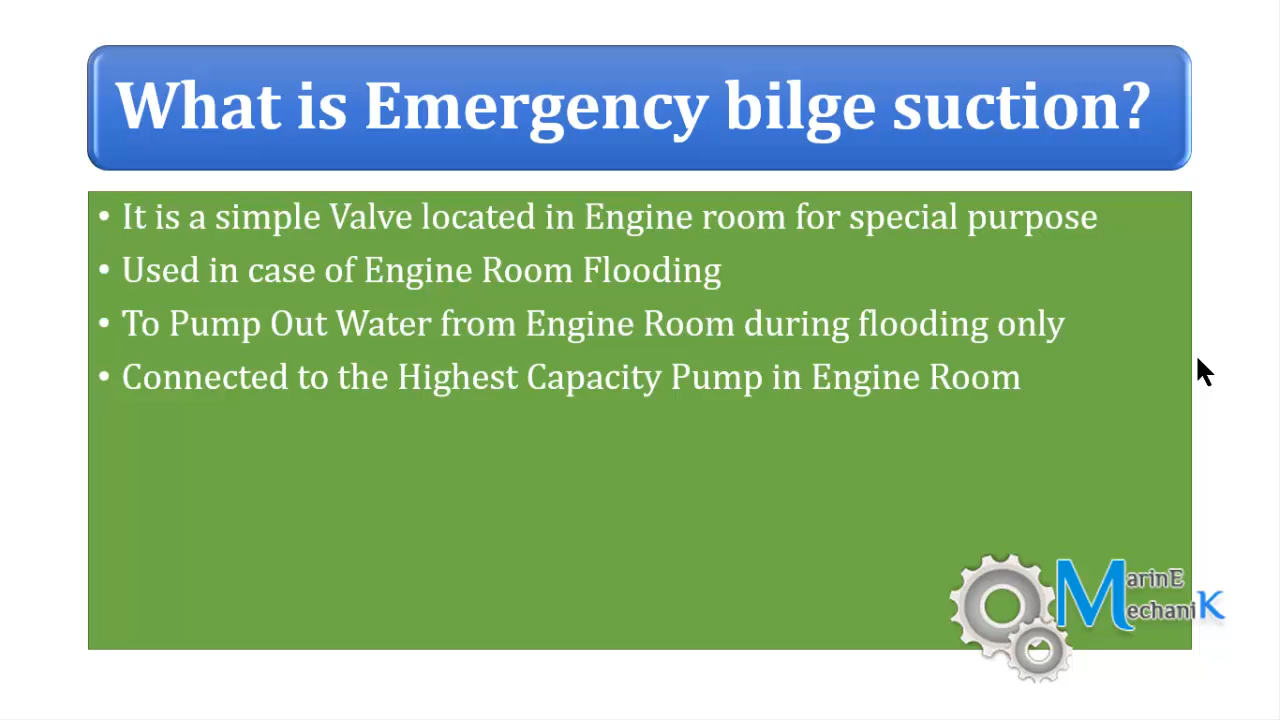 What is Emergency bilge suction?
• It is a simple Valve located in Engine room for special purpose
• Used in case of Engine Room Flooding
• To Pump Out Water from Engine Room during flooding only
• Connected to the Highest Capacity Pump in Engine Room
MarinE
MechaniK